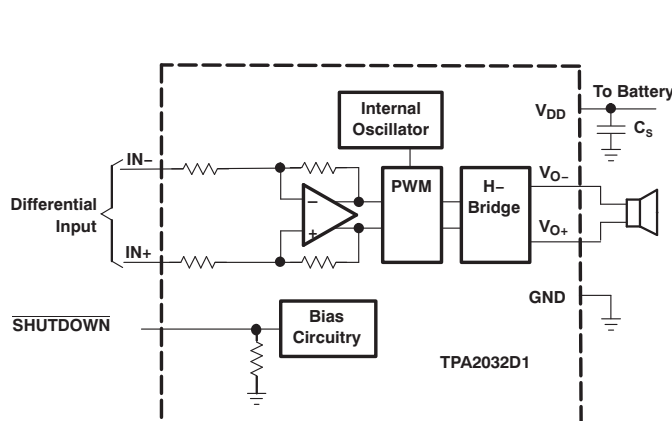 To Battery
Internal
Oscillator
VDD
CS
IN−
PWM
H−
Bridge
VO−
Differential
Input
VO+
IN+
GND
SHUTDOWN
Bias
Circuitry
TPA2032D1
−
+